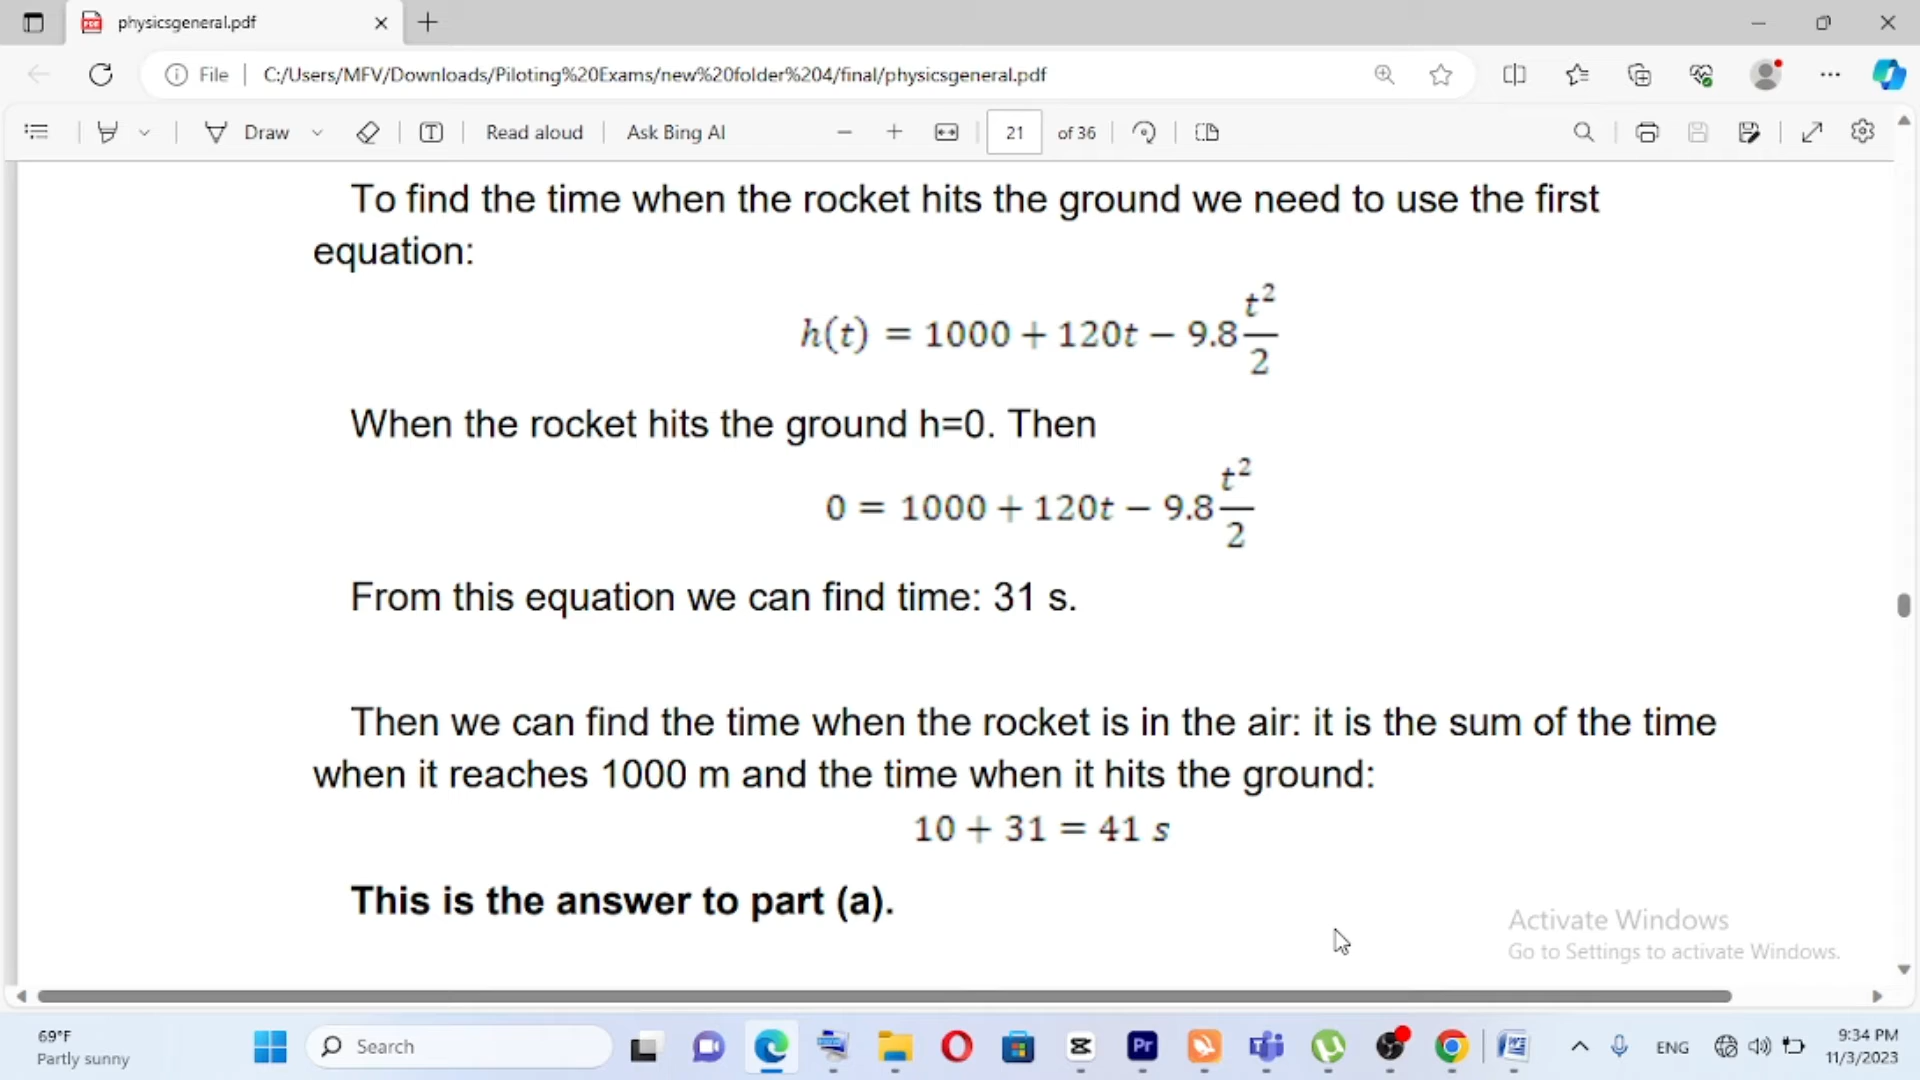 physicsgeneral.pdf
File
C:/Users/MFV/Downloads/Piloting%20Exams/new%20folder%204/final/physicsgeneral.pdf
Draw
Read aloud
Ask Bing AI
21
of 36
To find the time when the rocket hits the ground we need to use the first
equation:
h(t) = 1000 + 120t − 9.8 t²/2
When the rocket hits the ground h=0. Then
0 = 1000 + 120t − 9.8 t²/2
From this equation we can find time: 31 s.
Then we can find the time when the rocket is in the air: it is the sum of the time
when it reaches 1000 m and the time when it hits the ground:
10 + 31 = 41 s
This is the answer to part (a).
Activate Windows
Go to Settings to activate Windows.
69°F
Partly sunny
Search
Pr
ENG
9:34 PM
11/3/2023